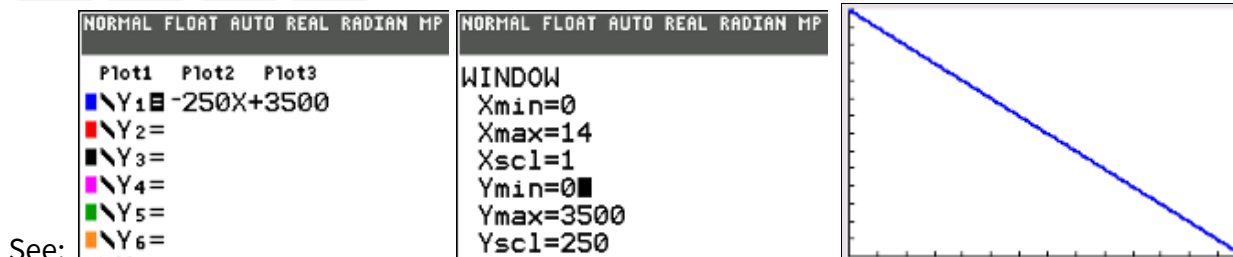 NORMAL FLOAT AUTO REAL RADIAN MP
Plot1 Plot2 Plot3
\Y₁=-250X+3500
\Y₂=
\Y₃=
\Y₄=
\Y₅=
\Y₆=
NORMAL FLOAT AUTO REAL RADIAN MP
WINDOW
Xmin=0
Xmax=14
Xscl=1
Ymin=0
Ymax=3500
Yscl=250
See: